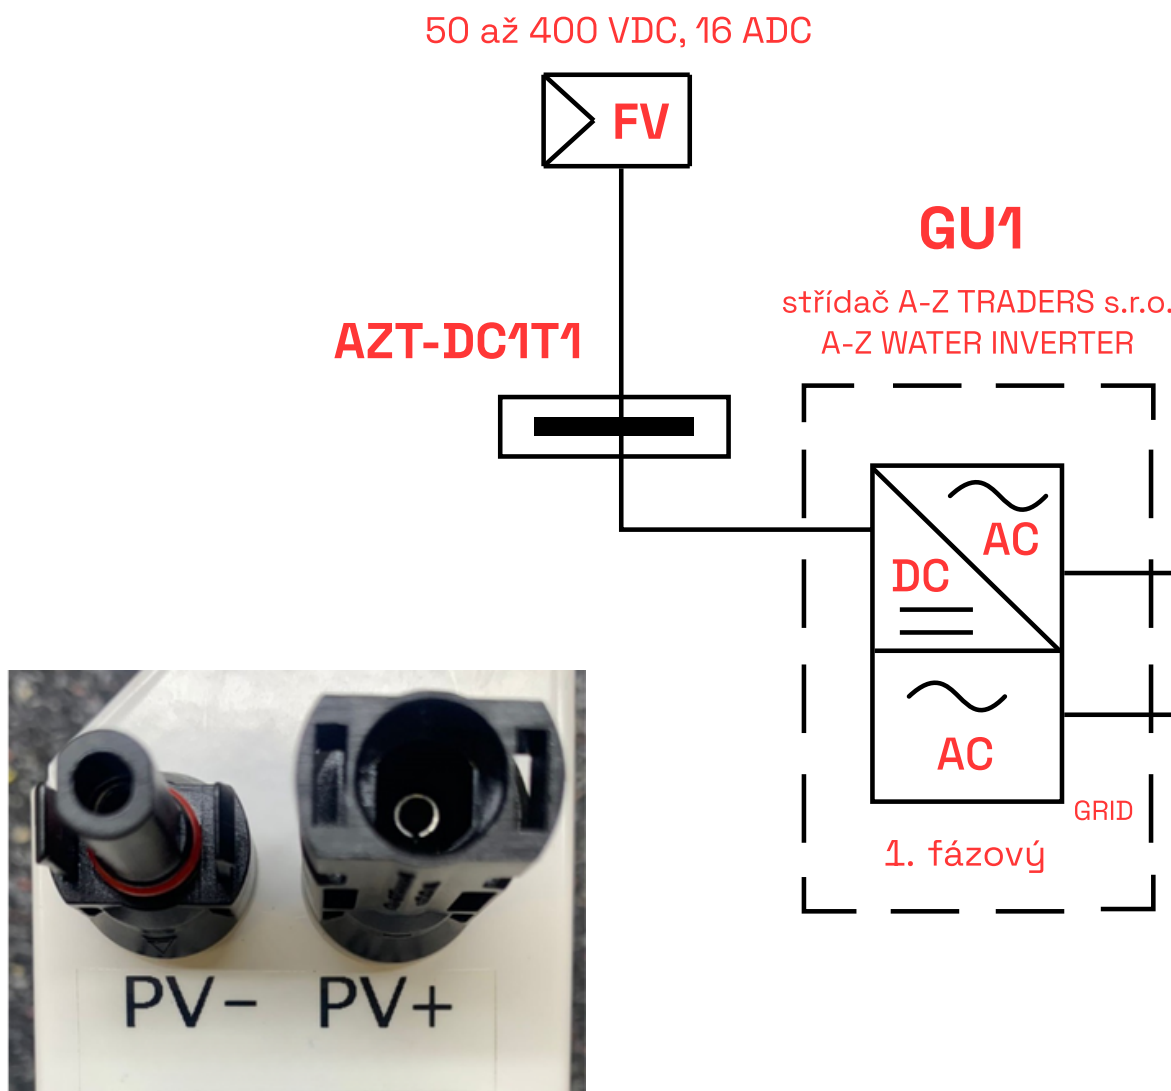 50 až 400 VDC, 16 ADC
FV
GU1
střídač A-Z TRADERS s.r.o.
A-Z WATER INVERTER
AZT-DC1T1
AC
DC
AC
GRID
1. fázový
PV- PV+